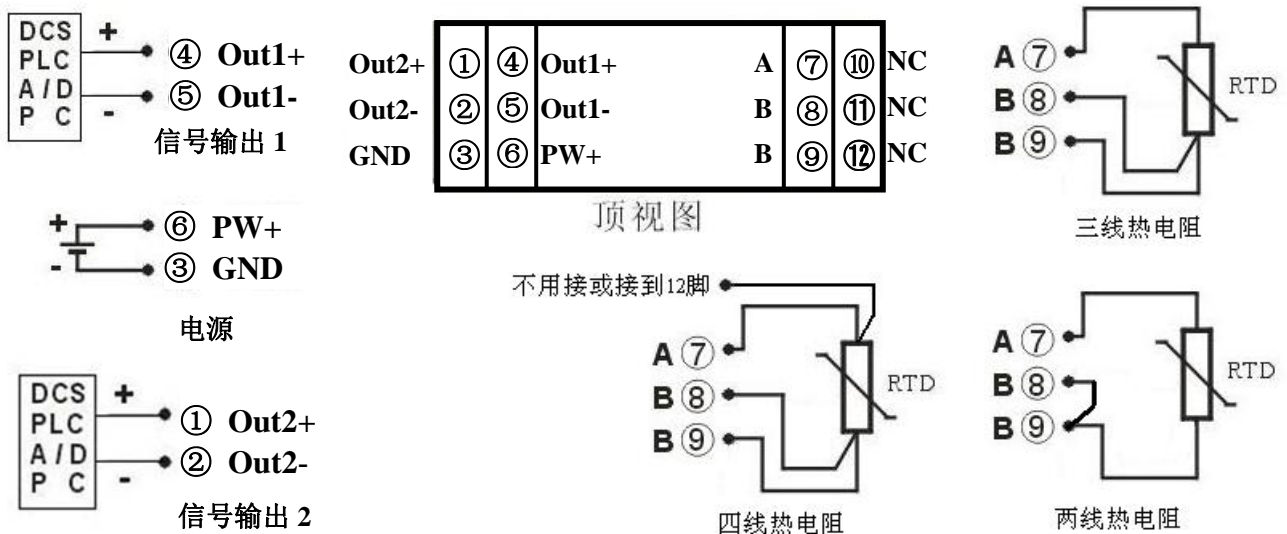 DCS
PLC
A/D
P C
+
-
④ Out1+
⑤ Out1-
信号输出 1
Out2+ ① ④ Out1+ A ⑦ ⑩ NC
Out2- ② ⑤ Out1- B ⑧ ⑪ NC
GND ③ ⑥ PW+ B ⑨ ⑫ NC
顶视图
A ⑦
B ⑧
B ⑨
RTD
三线热电阻
+
-
⑥ PW+
③ GND
电源
不用接或接到12脚
A ⑦
B ⑧
B ⑨
RTD
四线热电阻
A ⑦
B ⑧
B ⑨
RTD
两线热电阻
DCS
PLC
A/D
P C
+
-
① Out2+
② Out2-
信号输出 2